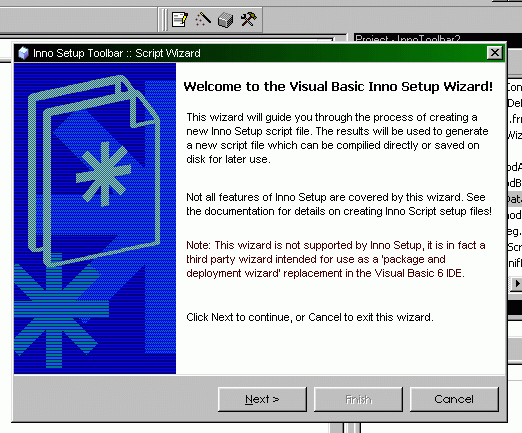 Project - InnoToolbar2
Inno Setup Toolbar :: Script Wizard
Welcome to the Visual Basic Inno Setup Wizard!
This wizard will guide you through the process of creating a
new Inno Setup script file. The results will be used to generate
a new script file which can be compilied directly or saved on
disk for later use.
Not all features of Inno Setup are covered by this wizard. See
the documentation for details on creating Inno Script setup files!
Note: This wizard is not supported by Inno Setup, it is in fact a
third party wizard intended for use as a 'package and
deployment wizard' replacement in the Visual Basic 6 IDE.
Click Next to continue, or Cancel to exit this wizard.
Next >
Finish
Cancel